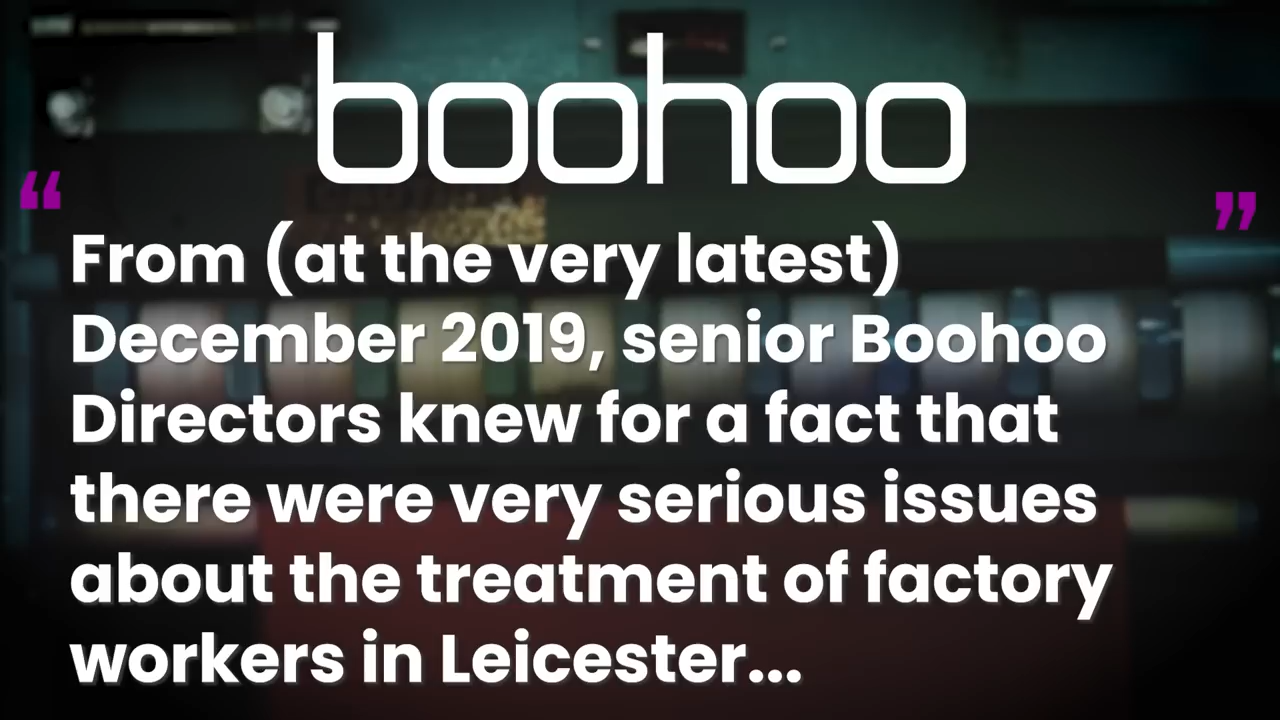 boohoo
“ ”
From (at the very latest)
December 2019, senior Boohoo
Directors knew for a fact that
there were very serious issues
about the treatment of factory
workers in Leicester...